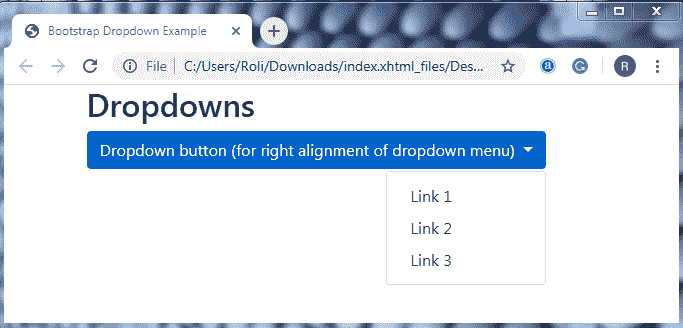 Bootstrap Dropdown Example
File C:/Users/Roli/Downloads/index.xhtml_files/Des...
R
Dropdowns
Dropdown button (for right alignment of dropdown menu)
Link 1
Link 2
Link 3